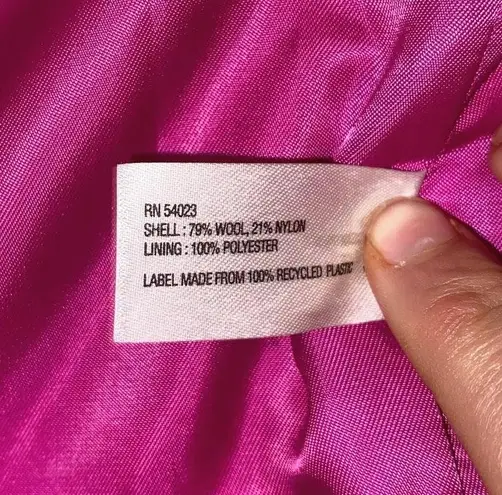 RN 54023
SHELL : 79% WOOL, 21% NYLON
LINING : 100% POLYESTER
LABEL MADE FROM 100% RECYCLED PLASTIC